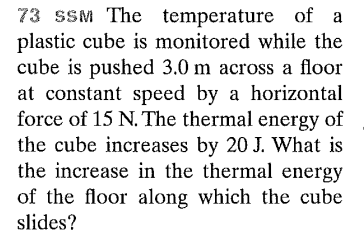 73 SSM The temperature of a
plastic cube is monitored while the
cube is pushed 3.0 m across a floor
at constant speed by a horizontal
force of 15 N. The thermal energy of
the cube increases by 20 J. What is
the increase in the thermal energy
of the floor along which the cube
slides?